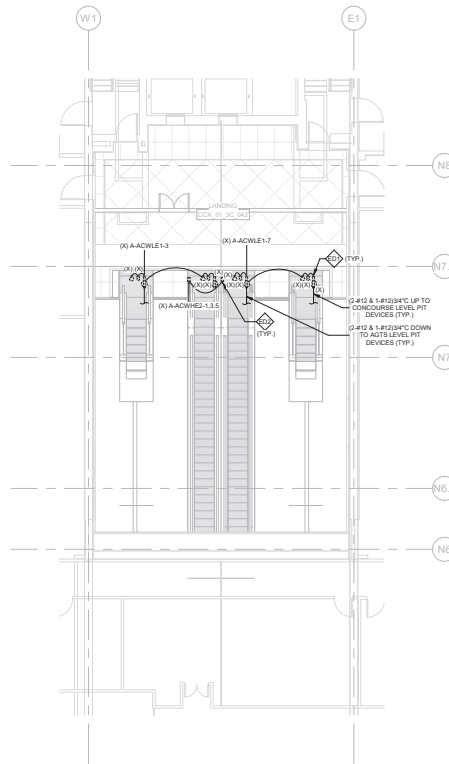 W1
E1
N8
LANDING
CCA_01_3C_042
(X) A-ACWLE1-3
(X) A-ACWLE1-7
ED1 (TYP.)
N7.
(X) (X)
(X)
(X)
(X)(X)
(X)(X)
(X)(X)
(X)
(X) A-ACWHE2-1,3,5
ED2
(TYP.)
(2-#12 & 1-#12)3/4"C UP TO
CONCOURSE LEVEL PIT
DEVICES (TYP.)
(2-#12 & 1-#12)3/4"C DOWN
TO AGTS LEVEL PIT
DEVICES (TYP.)
N7
N6.
N6